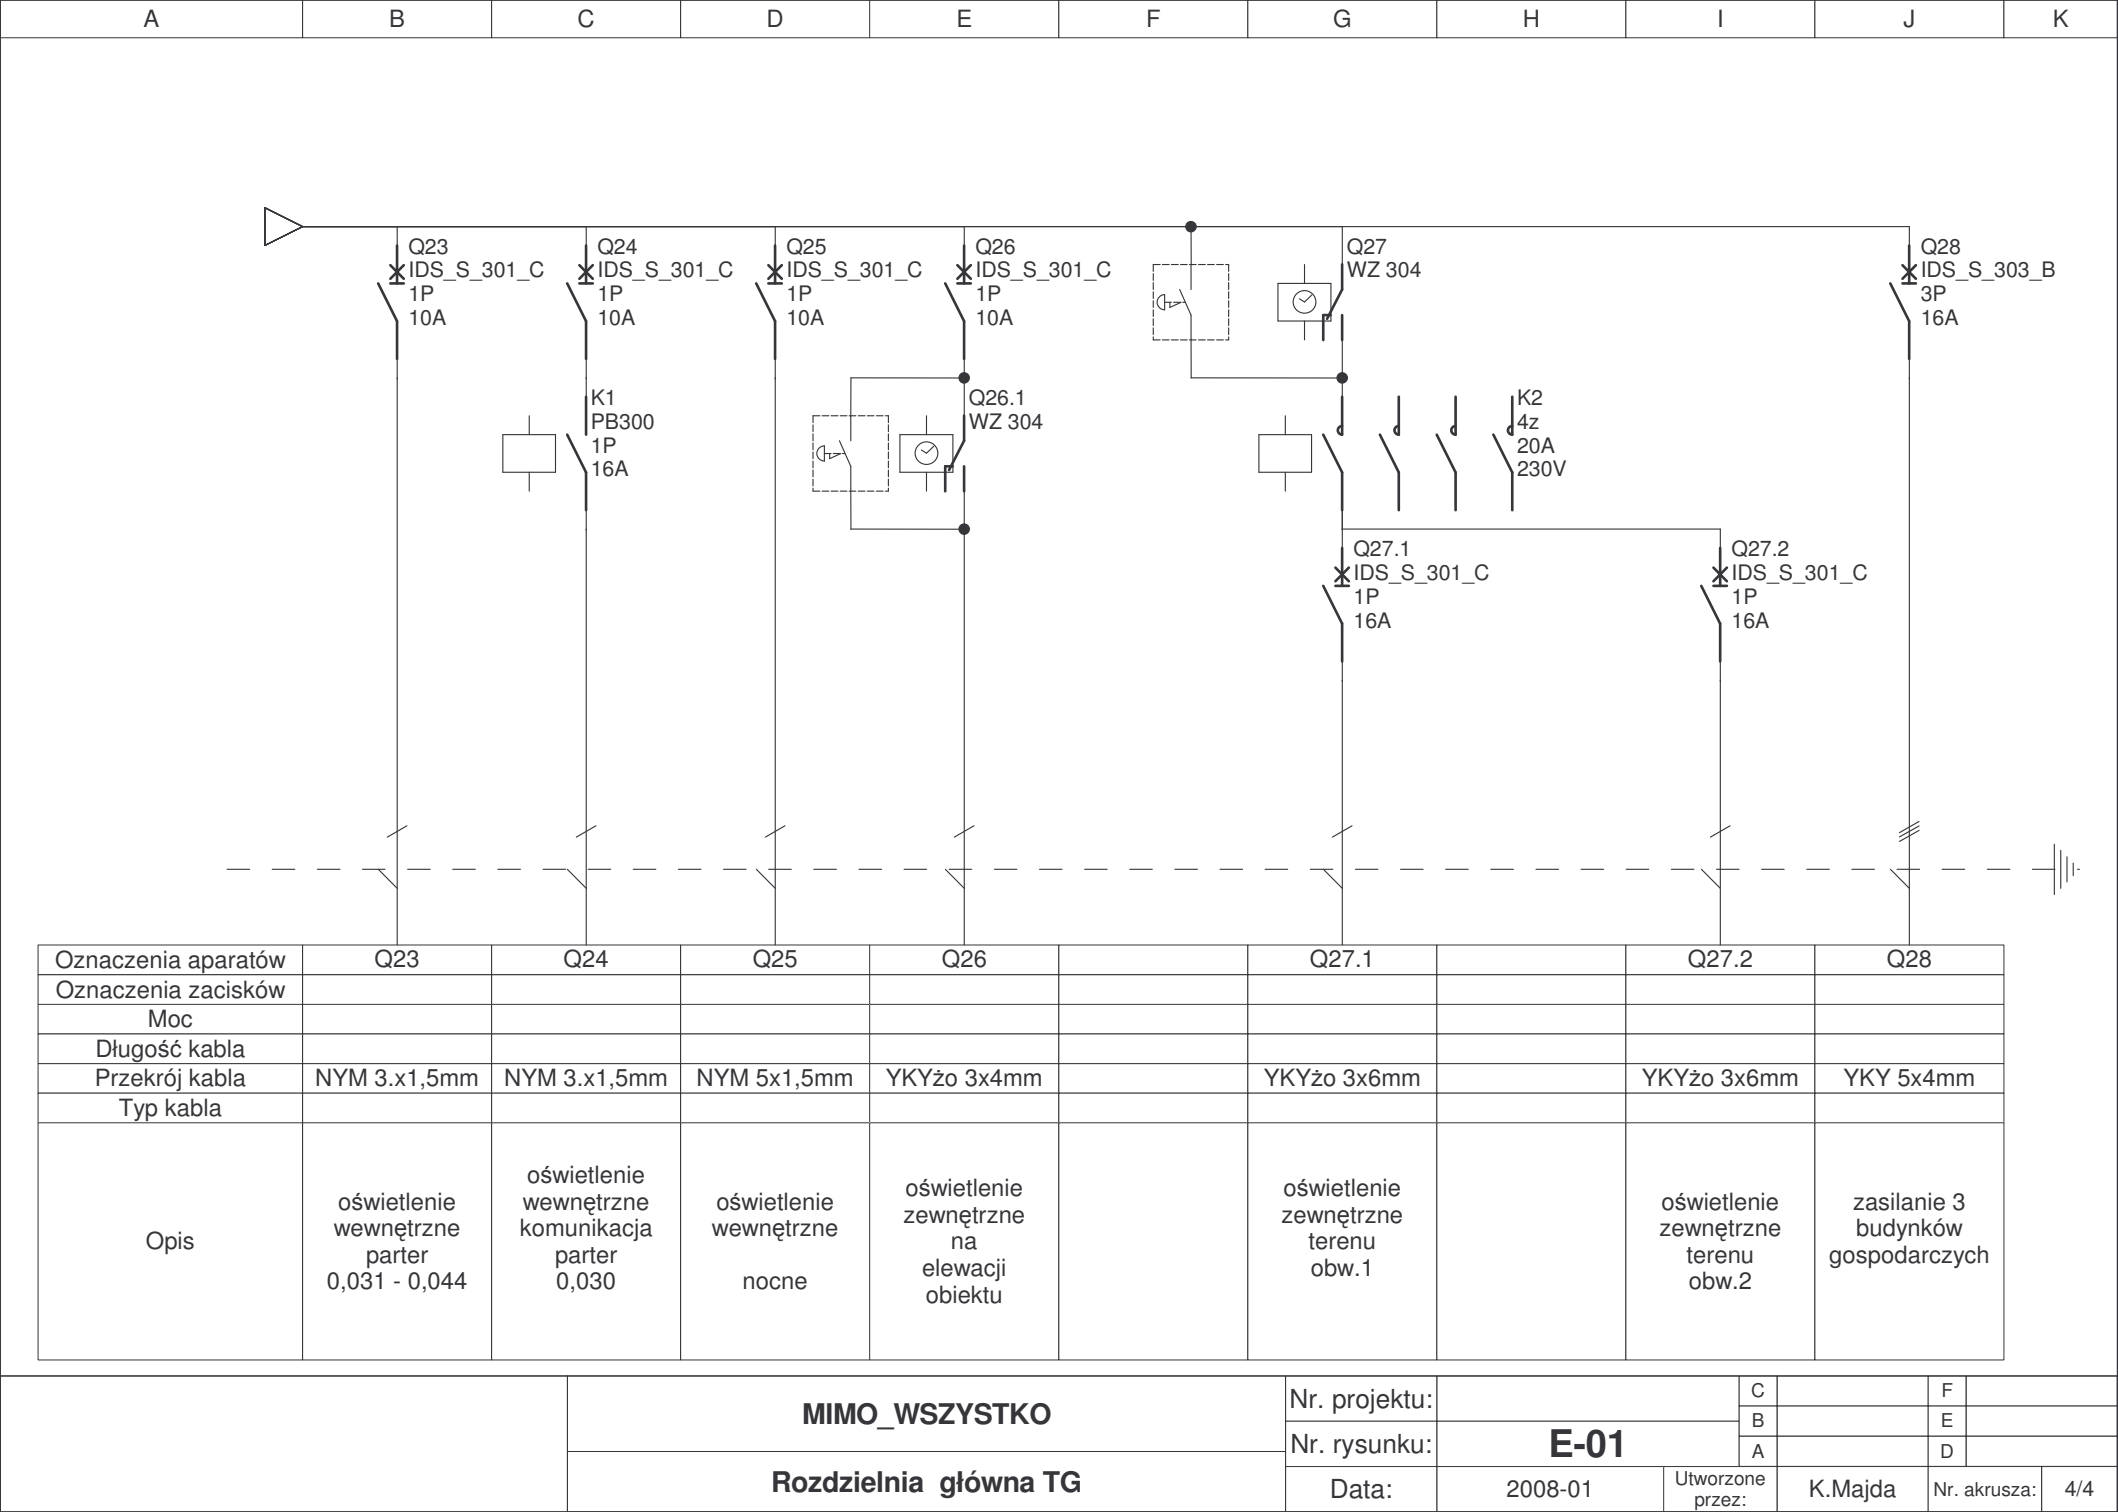 A B C D E F G H I J K
Q23
IDS_S_301_C
1P
10A
Q24
IDS_S_301_C
1P
10A
Q25
IDS_S_301_C
1P
10A
Q26
IDS_S_301_C
1P
10A
Q27
WZ 304
Q28
IDS_S_303_B
3P
16A
K1
PB300
1P
16A
Q26.1
WZ 304
K2
4z
20A
230V
Q27.1
IDS_S_301_C
1P
16A
Q27.2
IDS_S_301_C
1P
16A
Oznaczenia aparatów Q23 Q24 Q25 Q26 Q27.1 Q27.2 Q28
Oznaczenia zacisków
Moc
Długość kabla
Przekrój kabla NYM 3.x1,5mm NYM 3.x1,5mm NYM 5x1,5mm YKYżo 3x4mm YKYżo 3x6mm YKYżo 3x6mm YKY 5x4mm
Typ kabla
Opis
oświetlenie
wewnętrzne
parter
0,031 - 0,044
oświetlenie
wewnętrzne
komunikacja
parter
0,030
oświetlenie
wewnętrzne
nocne
oświetlenie
zewnętrzne
na
elewacji
obiektu
oświetlenie
zewnętrzne
terenu
obw.1
oświetlenie
zewnętrzne
terenu
obw.2
zasilanie 3
budynków
gospodarczych
MIMO_WSZYSTKO
Rozdzielnia główna TG
Nr. projektu:
Nr. rysunku: E-01
C F
B E
A D
Data: 2008-01
Utworzone
przez:
K.Majda
Nr. akrusza: 4/4